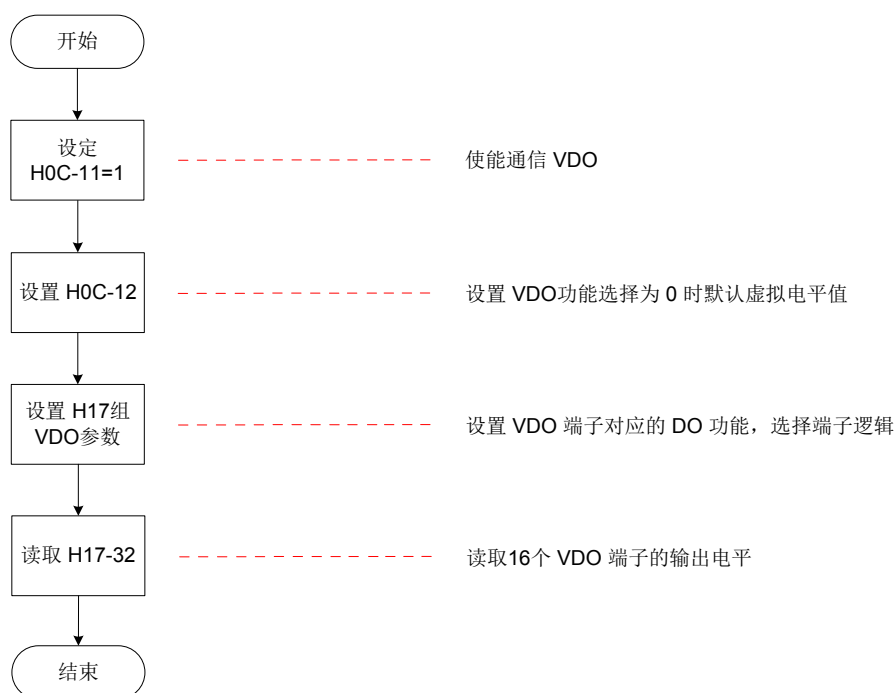 开始
设定
H0C-11=1
使能通信 VDO
设置 H0C-12
设置 VDO功能选择为 0 时默认虚拟电平值
设置 H17组
VDO参数
设置 VDO 端子对应的 DO 功能，选择端子逻辑
读取 H17-32
读取16个 VDO 端子的输出电平
结束